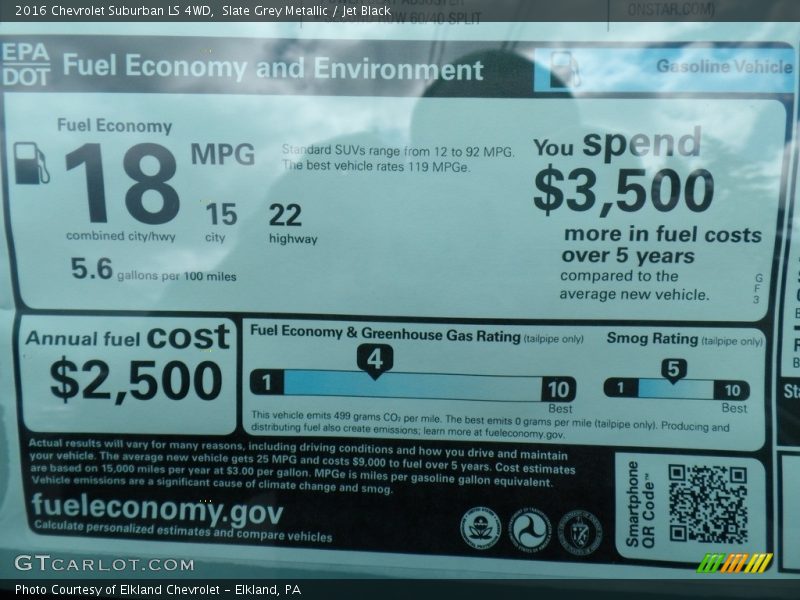 2016 Chevrolet Suburban LS 4WD,  Slate Grey Metallic / Jet Black
60/40 SPLIT
ONSTAR.COM)
EPA
DOT
Fuel Economy and Environment
Gasoline Vehicle
Fuel Economy
18 MPG
combined city/hwy
15
city
22
highway
5.6 gallons per 100 miles
Standard SUVs range from 12 to 92 MPG.
The best vehicle rates 119 MPGe.
You spend
$3,500
more in fuel costs
over 5 years
compared to the
average new vehicle.
G
F
3
Annual fuel cost
$2,500
Fuel Economy & Greenhouse Gas Rating (tailpipe only)
4
1
10
Best
Smog Rating (tailpipe only)
5
1
10
Best
This vehicle emits 499 grams CO₂ per mile. The best emits 0 grams per mile (tailpipe only). Producing and
distributing fuel also create emissions; learn more at fueleconomy.gov.
Actual results will vary for many reasons, including driving conditions and how you drive and maintain
your vehicle. The average new vehicle gets 25 MPG and costs $9,000 to fuel over 5 years. Cost estimates
are based on 15,000 miles per year at $3.00 per gallon. MPGe is miles per gasoline gallon equivalent.
Vehicle emissions are a significant cause of climate change and smog.
fueleconomy.gov
Calculate personalized estimates and compare vehicles
Smartphone
QR Code™
GTCARLOT.COM
Photo Courtesy of Elkland Chevrolet - Elkland, PA